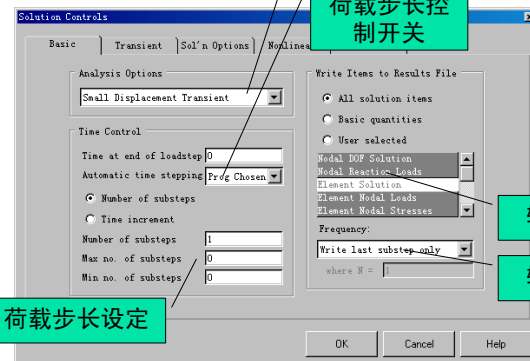 Solution Controls
荷载步长控
制开关
Basic
Transient
Sol'n Options
Analysis Options
Small Displacement Transient
Time Control
Time at end of loadstep 0
Automatic time stepping Prog Chosen
Number of substeps
Time increment
Number of substeps 1
Max no. of substeps 0
Min no. of substeps 0
Write Items to Results File
All solution items
Basic quantities
User selected
Nodal DOF Solution
Nodal Reaction Loads
Element Solution
Element Nodal Loads
Element Nodal Stresses
Frequency:
Write last substep only
where N = 1
荷载步长设定
OK
Cancel
Help